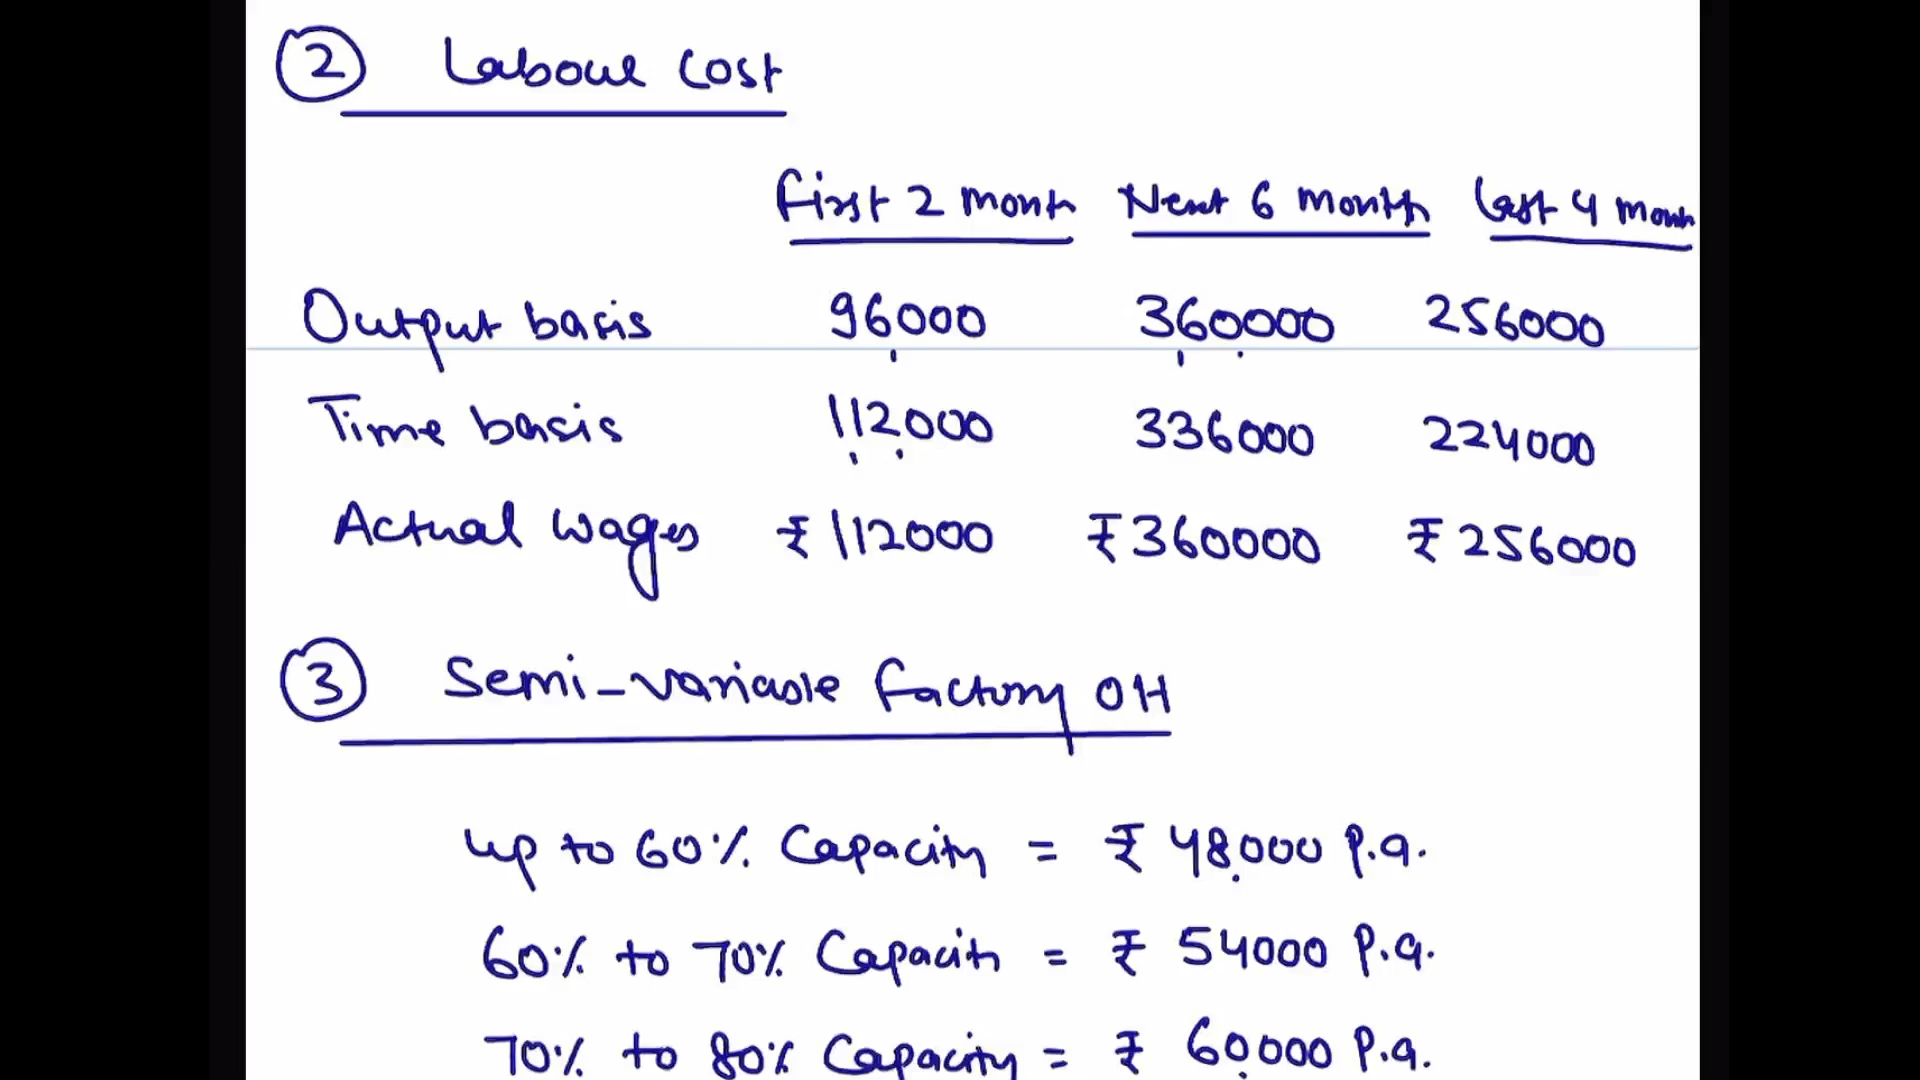 2 Labour Cost
First 2 month Next 6 month last 4 month
Output basis 96000 360000 256000
Time basis 112000 336000 224000
Actual wages ₹112000 ₹360000 ₹256000
3 Semi-variable factory OH
up to 60% Capacity = ₹ 48000 p.a.
60% to 70% Capacity = ₹ 54000 p.a.
70% to 80% Capacity = ₹ 60000 p.a.